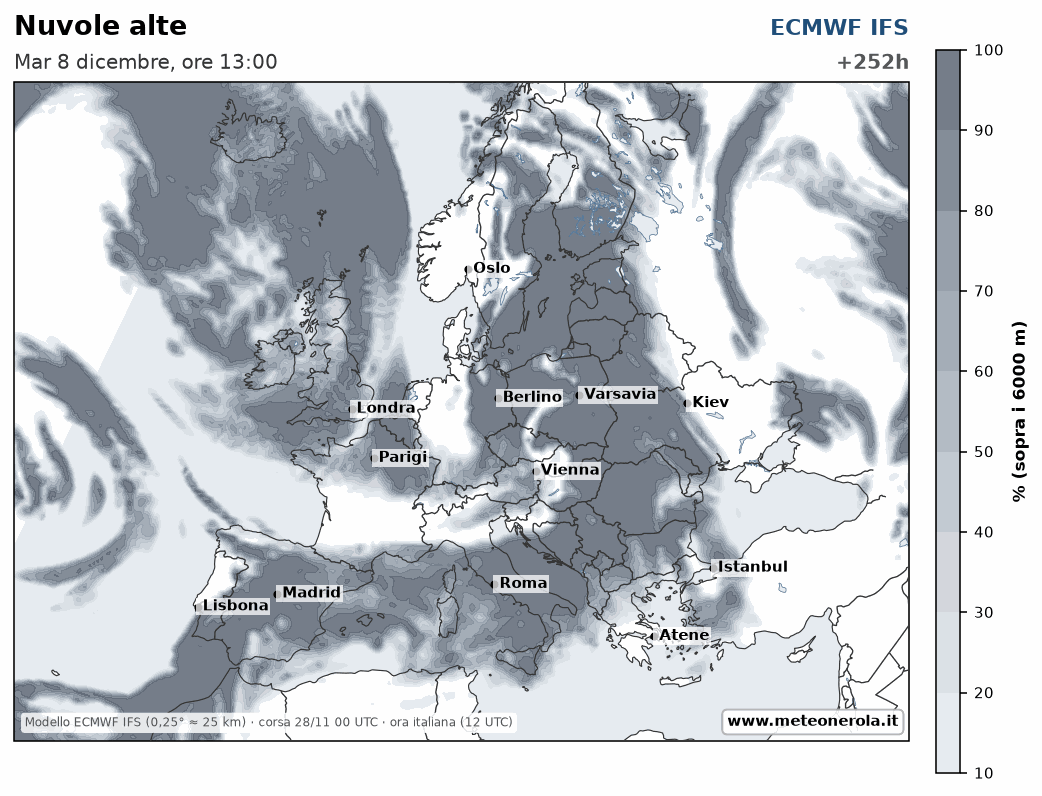 Nuvole alte
ECMWF IFS
Mar 8 dicembre, ore 13:00
+252h
100
90
80
70
60
50
40
30
20
10
% (sopra i 6000 m)
Oslo
Berlino
Varsavia
Kiev
Londra
Parigi
Vienna
Istanbul
Roma
Madrid
Lisbona
Atene
Modello ECMWF IFS (0,25° ≈ 25 km) · corsa 28/11 00 UTC · ora italiana (12 UTC)
www.meteonerola.it